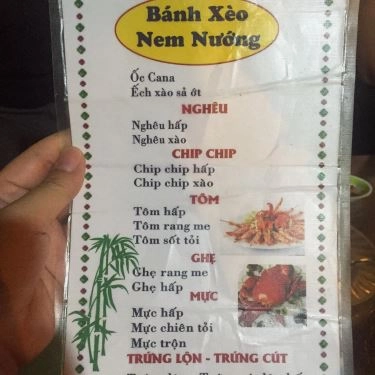 Bánh Xèo
Nem Nướng
Ốc Cana
Ếch xào sả ớt
NGHÊU
Nghêu hấp
Nghêu xào
CHIP CHIP
Chip chip hấp
Chip chip xào
TÔM
Tôm hấp
Tôm rang me
Tôm sốt tỏi
GHẸ
Ghẹ rang me
Ghẹ hấp
MỰC
Mực hấp
Mực chiên tỏi
Mực trộn
TRỨNG LỘN - TRỨNG CÚT